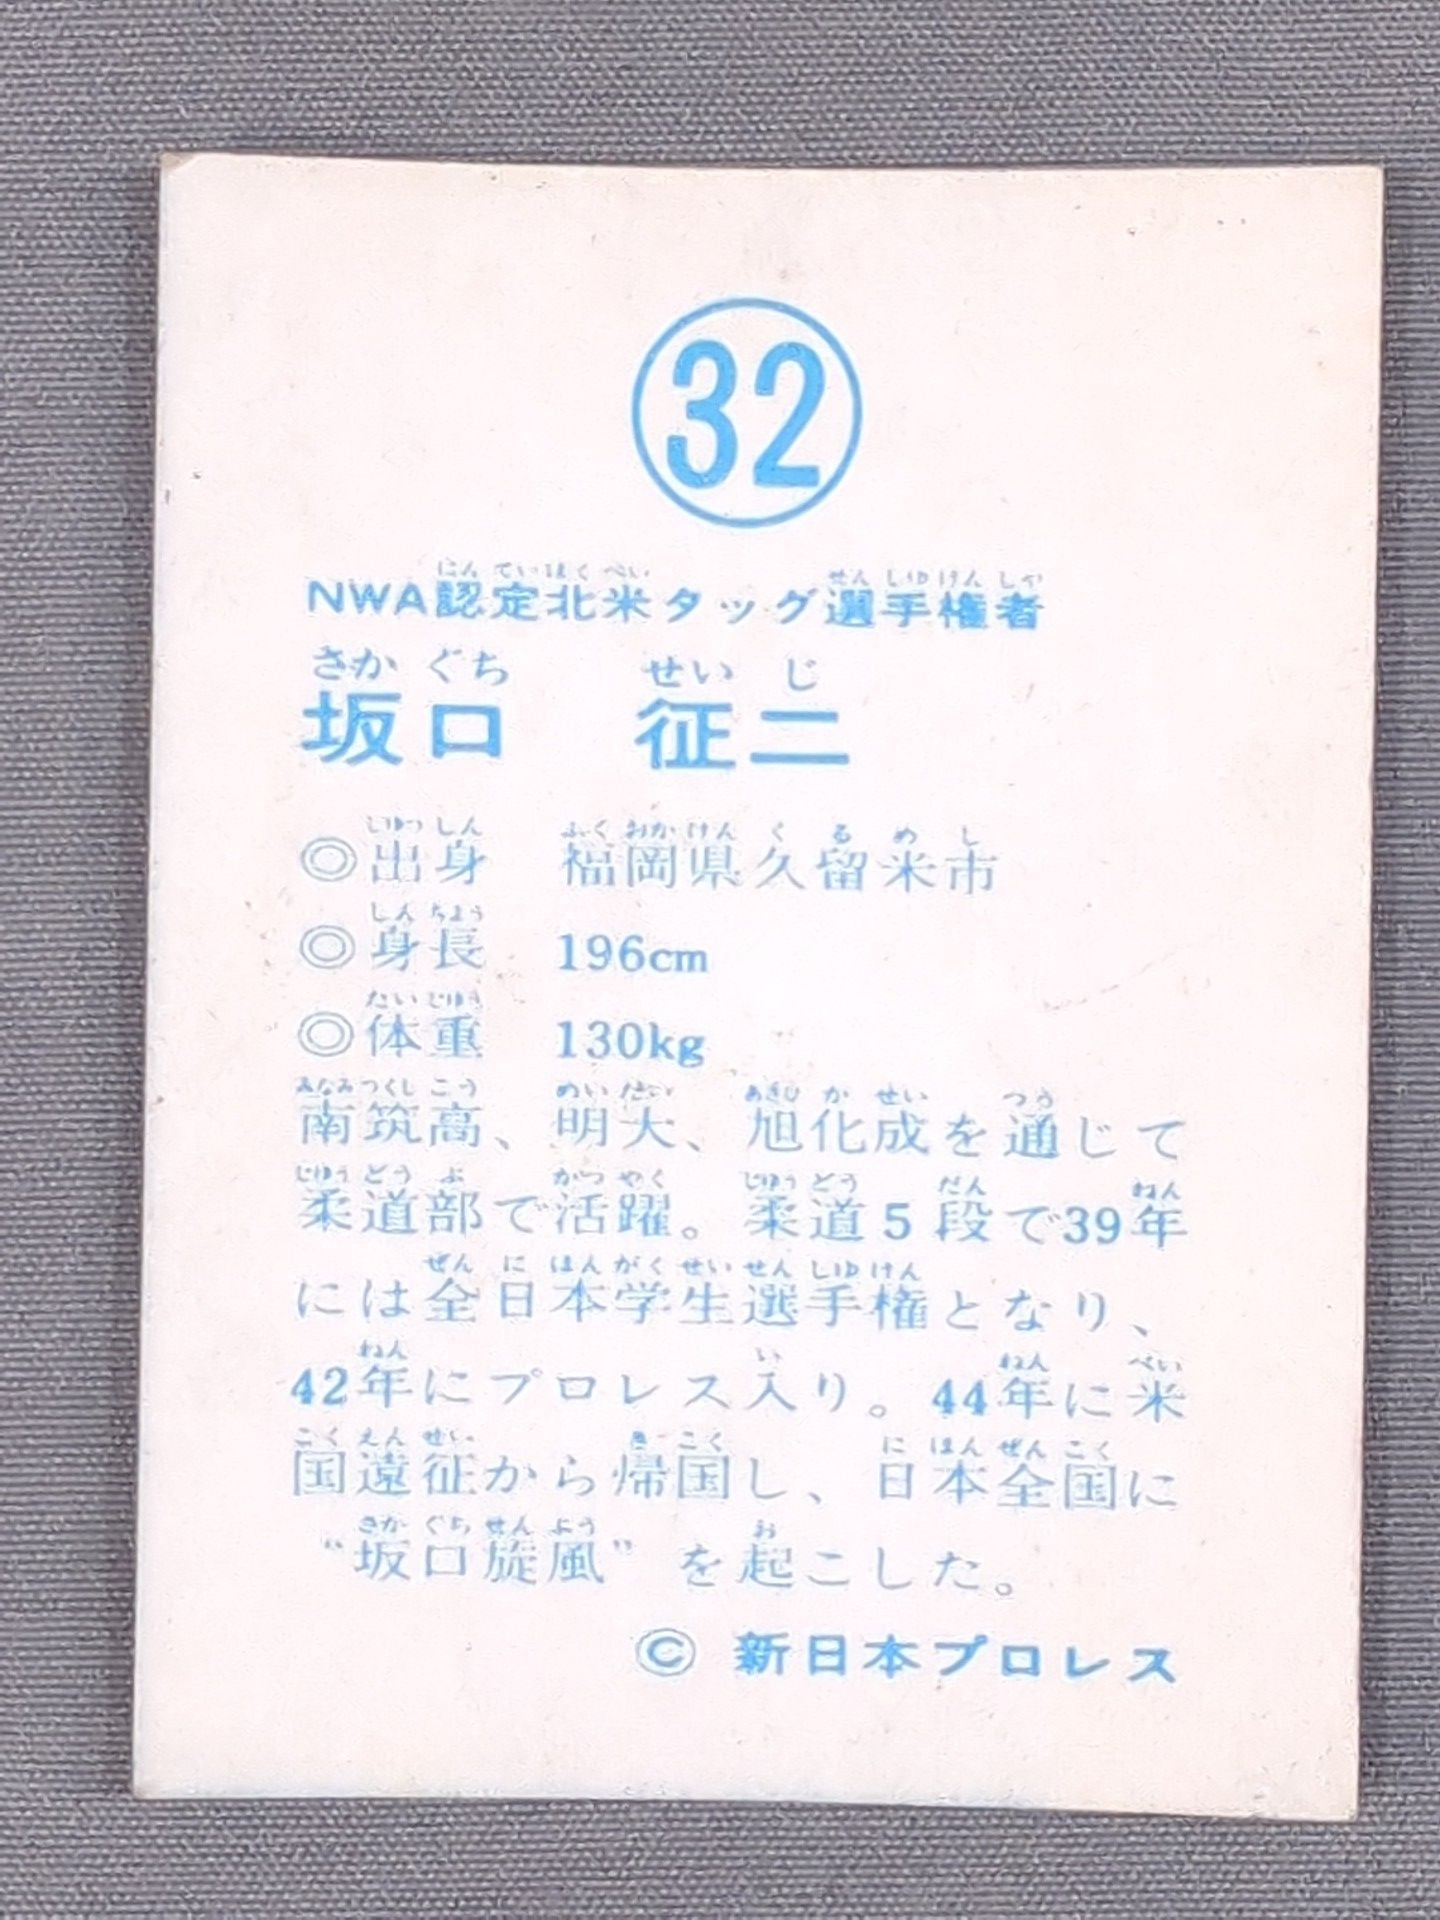 32
NWA認定北米タッグ選手権者
坂口 征二
◎出身 福岡県久留米市
◎身長 196cm
◎体重 130kg
南筑高、明大、旭化成を通じて
柔道部で活躍。柔道5段で39年
には全日本学生選手権となり、
42年にプロレス入り。44年に米
国遠征から帰国し、日本全国に
“坂口旋風”を起こした。
© 新日本プロレス